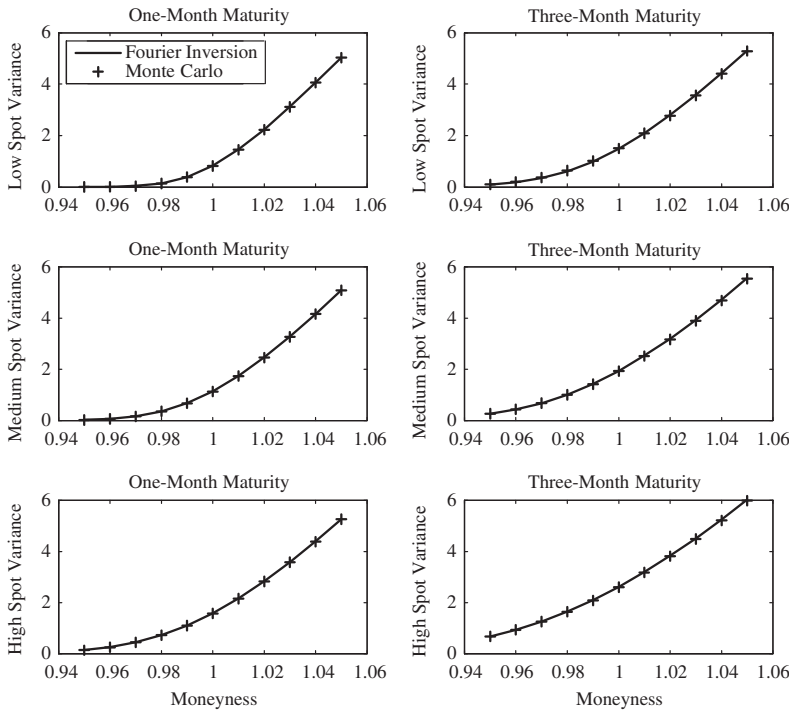 One-Month Maturity
Low Spot Variance
6
4
2
0
Fourier Inversion
Monte Carlo
0.94 0.96 0.98 1 1.02 1.04 1.06
Three-Month Maturity
Low Spot Variance
6
4
2
0
0.94 0.96 0.98 1 1.02 1.04 1.06
One-Month Maturity
Medium Spot Variance
6
4
2
0
0.94 0.96 0.98 1 1.02 1.04 1.06
Three-Month Maturity
Medium Spot Variance
6
4
2
0
0.94 0.96 0.98 1 1.02 1.04 1.06
One-Month Maturity
High Spot Variance
6
4
2
0
0.94 0.96 0.98 1 1.02 1.04 1.06
Moneyness
Three-Month Maturity
High Spot Variance
6
4
2
0
0.94 0.96 0.98 1 1.02 1.04 1.06
Moneyness